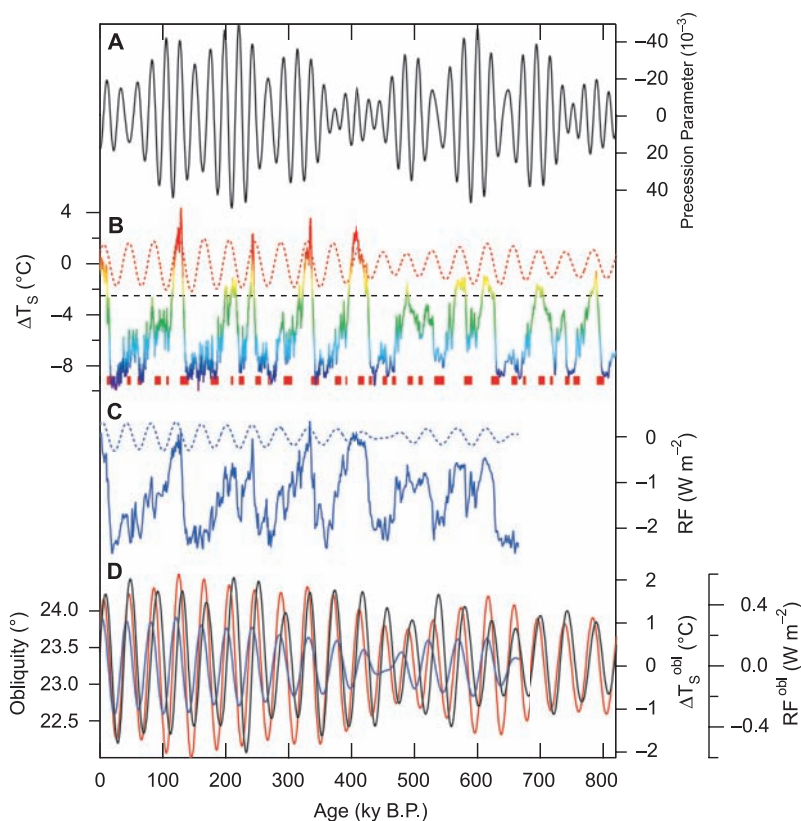 A
−40
−20
0
20
40
Precession Parameter (10⁻³)
B
4
0
−4
−8
ΔT_S (°C)
C
0
−1
−2
RF (W m⁻²)
D
24.0
23.5
23.0
22.5
Obliquity (°)
2
1
0
−1
−2
ΔT_S^obl (°C)
0.4
0.0
−0.4
RF^obl (W m⁻²)
0 100 200 300 400 500 600 700 800
Age (ky B.P.)